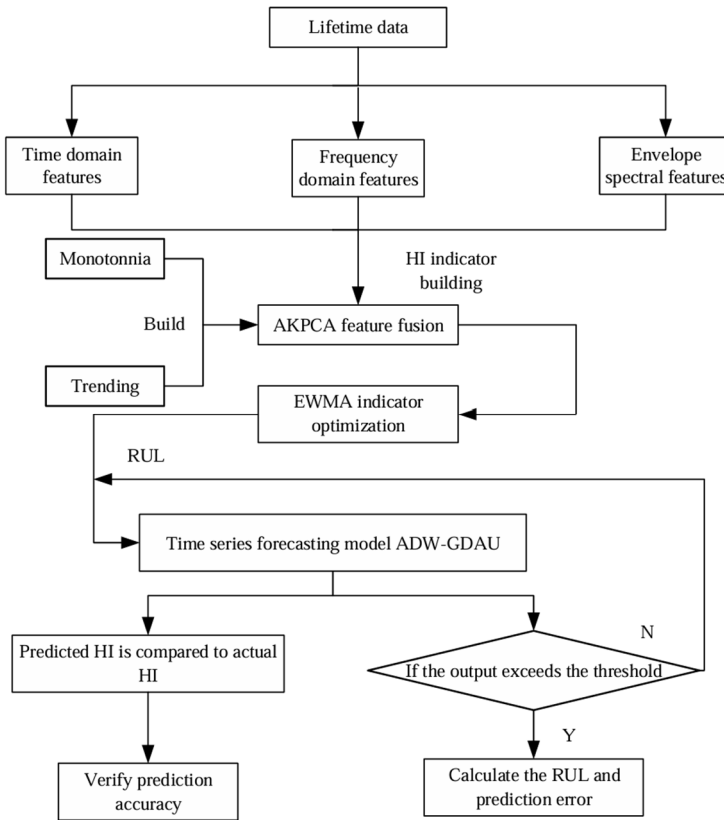 Lifetime data
Time domain
features
Frequency
domain features
Envelope
spectral features
Monotonnia
HI indicator
building
Build
AKPCA feature fusion
Trending
EWMA indicator
optimization
RUL
Time series forecasting model ADW-GDAU
Predicted HI is compared to actual
HI
N
If the output exceeds the threshold
Y
Verify prediction
accuracy
Calculate the RUL and
prediction error